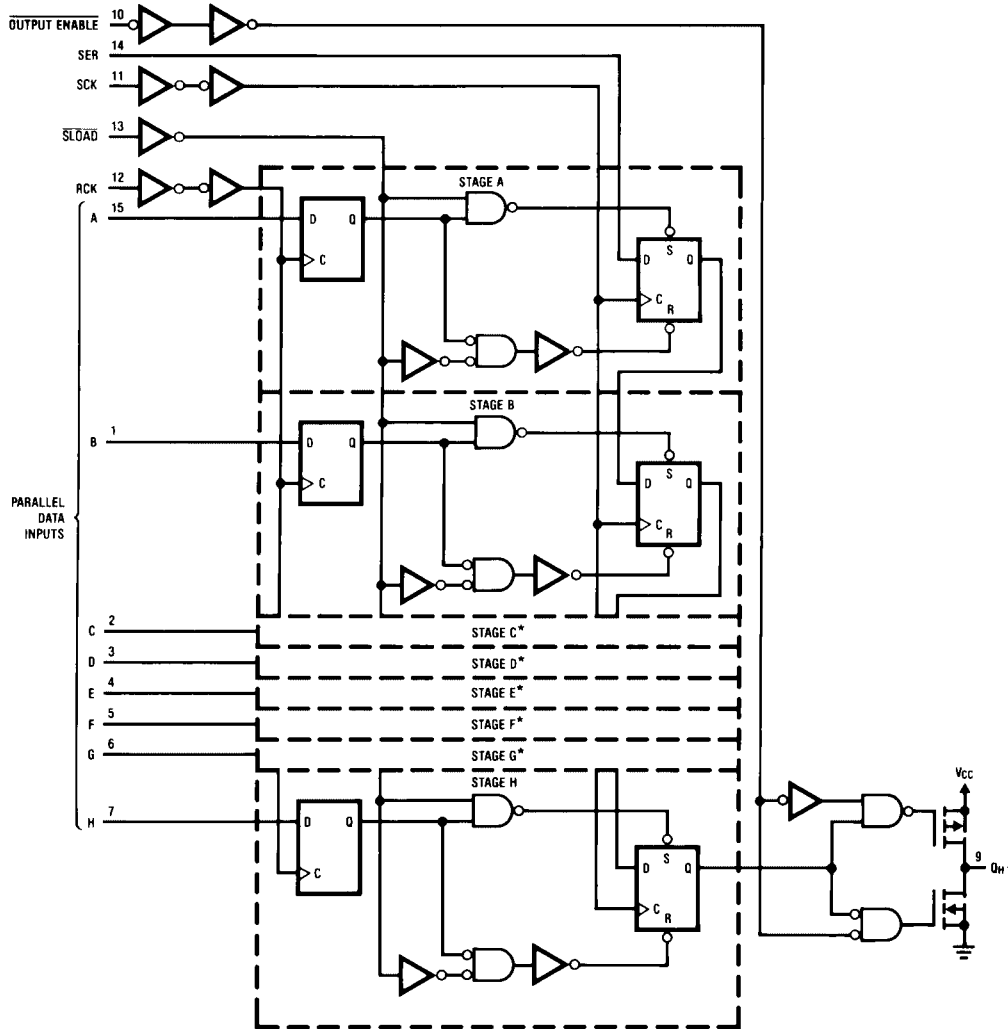 OUTPUT ENABLE 10
SER 14
SCK 11
SLOAD 13
RCK 12
A 15
STAGE A
D Q
C
S
D Q
C
R
STAGE B
B 1
D Q
C
S
D Q
C
R
PARALLEL
DATA
INPUTS
C 2
STAGE C*
D 3
STAGE D*
E 4
STAGE E*
F 5
STAGE F*
G 6
STAGE G*
STAGE H
H 7
D Q
C
S
D Q
C
R
VCC
9
QH'